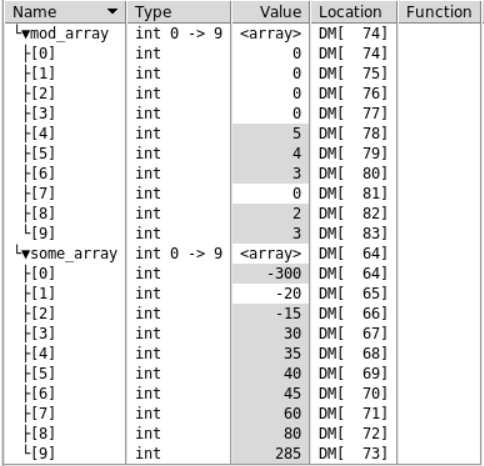 Name Type Value Location Function
mod_array int 0 -> 9 <array> DM[ 74]
[0] int 0 DM[ 74]
[1] int 0 DM[ 75]
[2] int 0 DM[ 76]
[3] int 0 DM[ 77]
[4] int 5 DM[ 78]
[5] int 4 DM[ 79]
[6] int 3 DM[ 80]
[7] int 0 DM[ 81]
[8] int 2 DM[ 82]
[9] int 3 DM[ 83]
some_array int 0 -> 9 <array> DM[ 64]
[0] int -300 DM[ 64]
[1] int -20 DM[ 65]
[2] int -15 DM[ 66]
[3] int 30 DM[ 67]
[4] int 35 DM[ 68]
[5] int 40 DM[ 69]
[6] int 45 DM[ 70]
[7] int 60 DM[ 71]
[8] int 80 DM[ 72]
[9] int 285 DM[ 73]